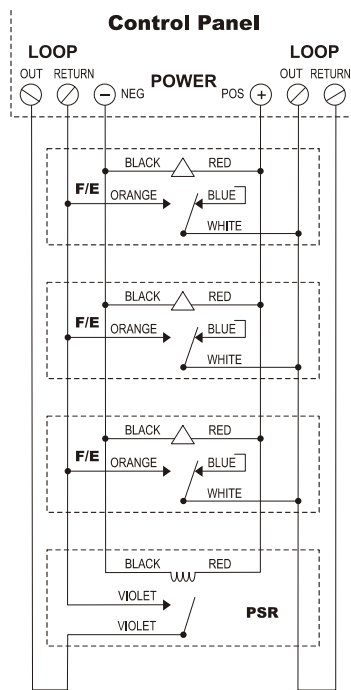 Control Panel
LOOP LOOP
OUT RETURN POWER OUT RETURN
− NEG POS +
BLACK RED
F/E ORANGE BLUE
WHITE
BLACK RED
F/E ORANGE BLUE
WHITE
BLACK RED
F/E ORANGE BLUE
WHITE
BLACK RED
VIOLET
VIOLET PSR